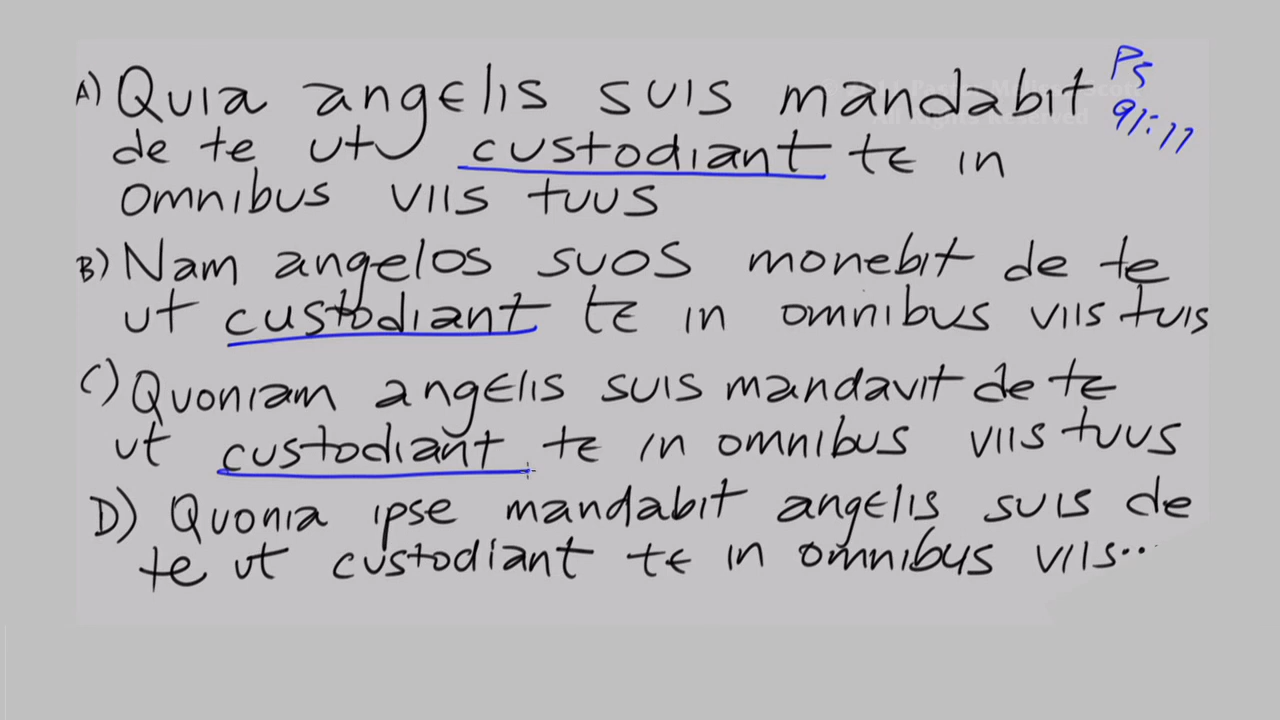 A) Quia angelis suis mandabit
Ps
91:11
de te ut custodiant te in
omnibus viis tuus
B) Nam angelos suos monebit de te
ut custodiant te in omnibus viis tuis
C) Quoniam angelis suis mandavit de te
ut custodiant te in omnibus viis tuus
D) Quonia ipse mandabit angelis suis de
te ut custodiant te in omnibus viis...